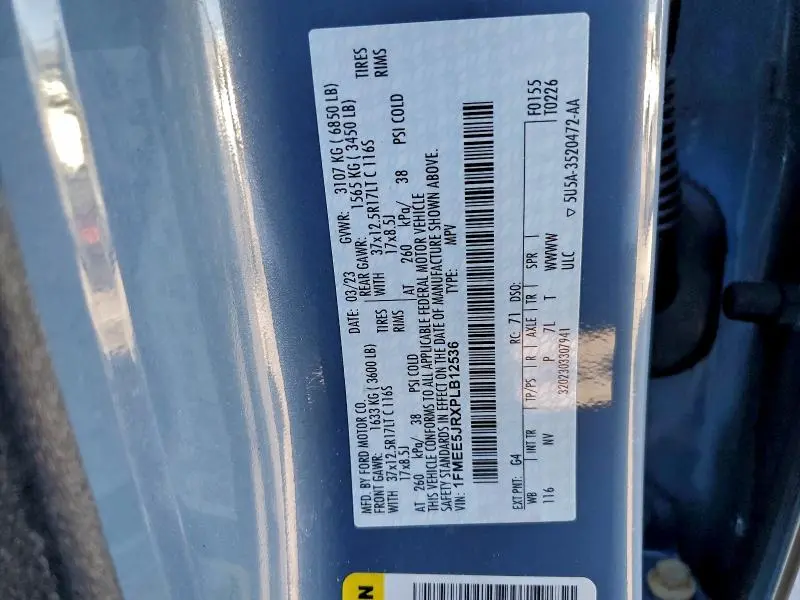 MFD. BY FORD MOTOR CO.
DATE: 03/23 GVWR: 3107 KG ( 6850 LB)
FRONT GAWR: 1633 KG ( 3600 LB) REAR GAWR: 1565 KG ( 3450 LB)
WITH 37x12.5R17LT C 116S TIRES WITH 37x12.5R17LT C 116S TIRES
17x8.5J RIMS 17x8.5J RIMS
AT 260 kPa/ 38 PSI COLD AT 260 kPa/ 38 PSI COLD
THIS VEHICLE CONFORMS TO ALL APPLICABLE FEDERAL MOTOR VEHICLE
SAFETY STANDARDS IN EFFECT ON THE DATE OF MANUFACTURE SHOWN ABOVE.
VIN: 1FMEE5JRXPLB12536 TYPE: MPV
EXT PNT: G4 RC: 71 DSO: F0155
WB INT TR TP/PS R AXLE TR SPR T0226
116 NV P 7L T WWWW
3202303307941 ULC
5U5A-3520472-AA
N